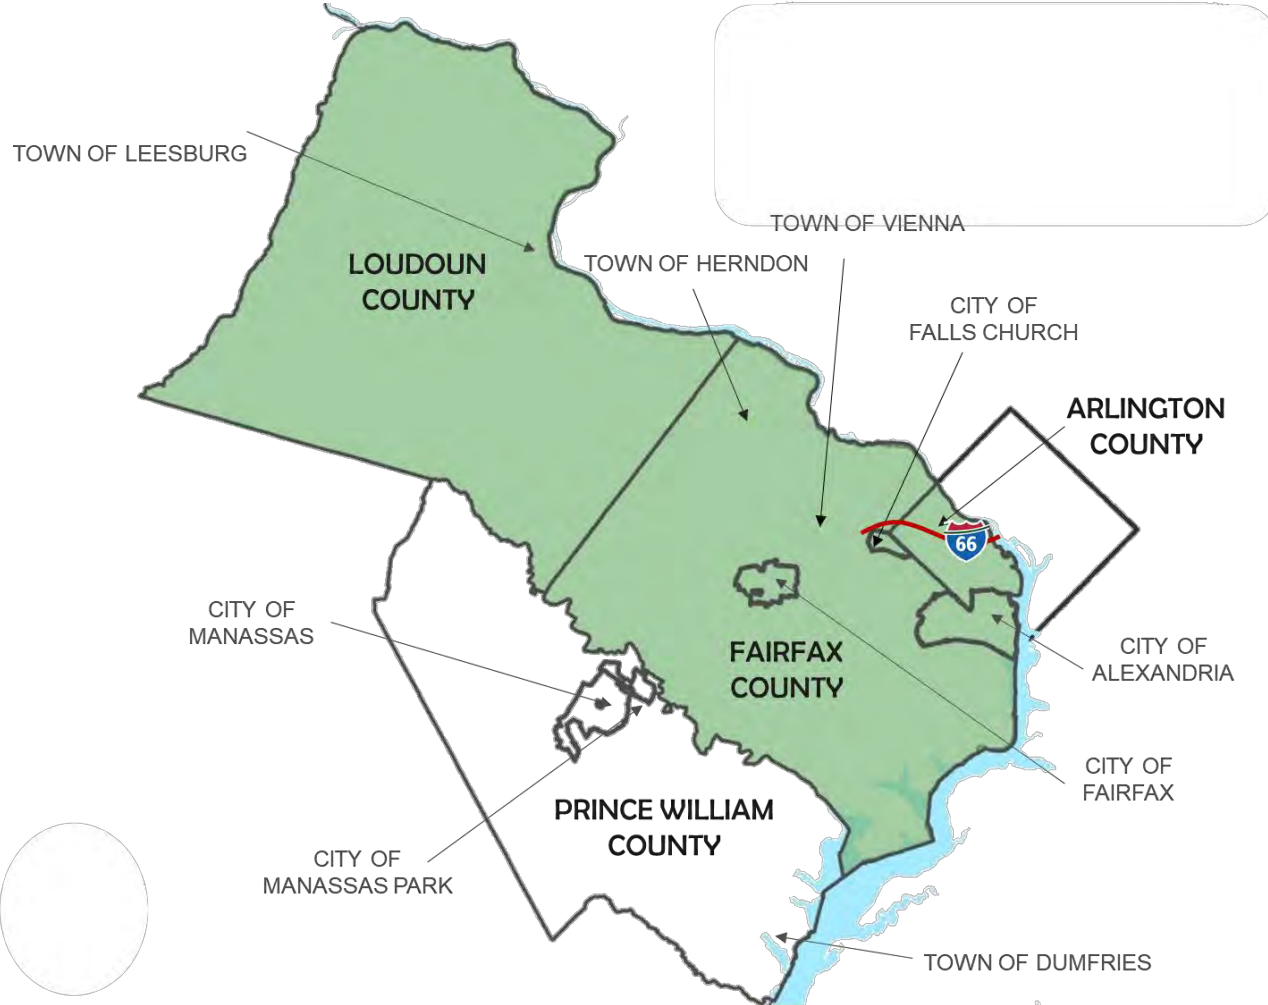 TOWN OF LEESBURG
TOWN OF VIENNA
LOUDOUN
COUNTY
TOWN OF HERNDON
CITY OF
FALLS CHURCH
ARLINGTON
COUNTY
66
CITY OF
MANASSAS
FAIRFAX
COUNTY
CITY OF
ALEXANDRIA
CITY OF
FAIRFAX
PRINCE WILLIAM
COUNTY
CITY OF
MANASSAS PARK
TOWN OF DUMFRIES